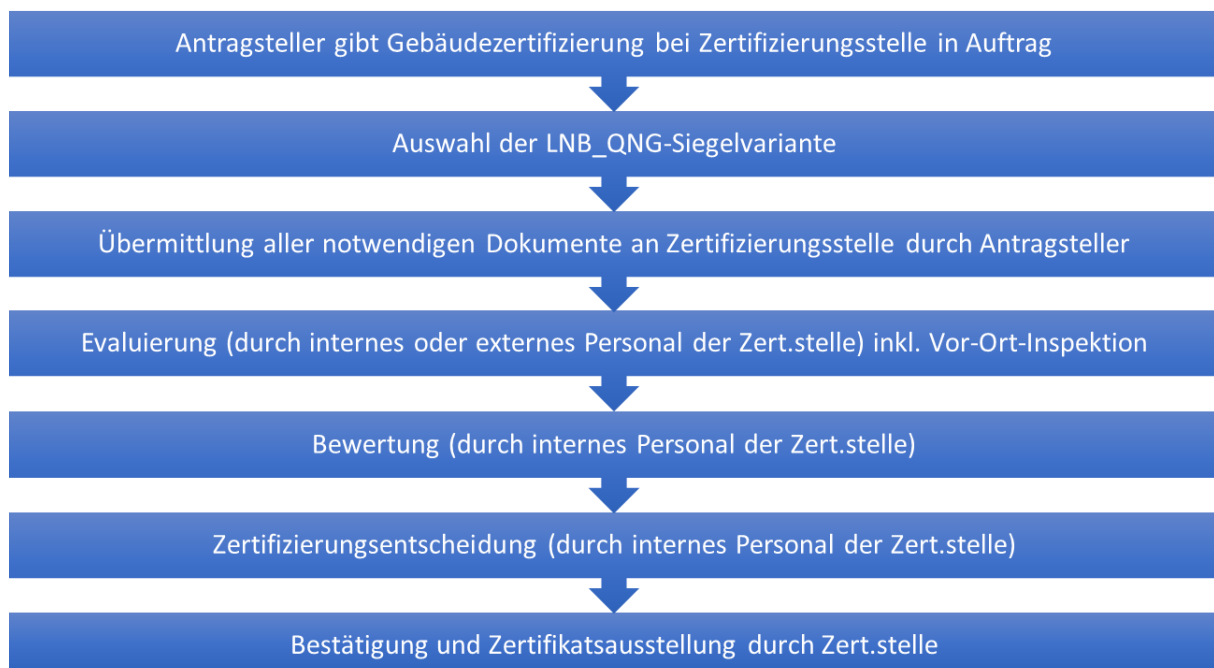 Antragsteller gibt Gebäudezertifizierung bei Zertifizierungsstelle in Auftrag
Auswahl der LNB_QNG-Siegelvariante
Übermittlung aller notwendigen Dokumente an Zertifizierungsstelle durch Antragsteller
Evaluierung (durch internes oder externes Personal der Zert.stelle) inkl. Vor-Ort-Inspektion
Bewertung (durch internes Personal der Zert.stelle)
Zertifizierungsentscheidung (durch internes Personal der Zert.stelle)
Bestätigung und Zertifikatsausstellung durch Zert.stelle